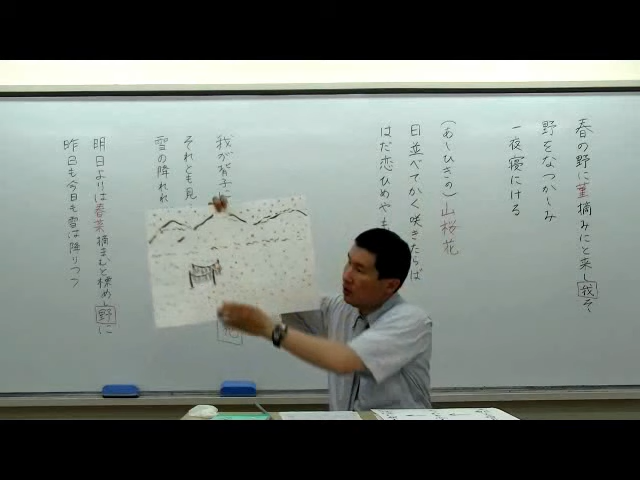 春の野に菫摘みにと来し我そ
野をなつかしみ
一夜寝にける
(あしひきの)山桜花
日並べてかく咲きたらば
はだ恋ひめやも
我が背子に
それとも見
雪の降れれ
明日よりは春菜摘まむと標めし野に
昨日も今日も雪は降りつつ